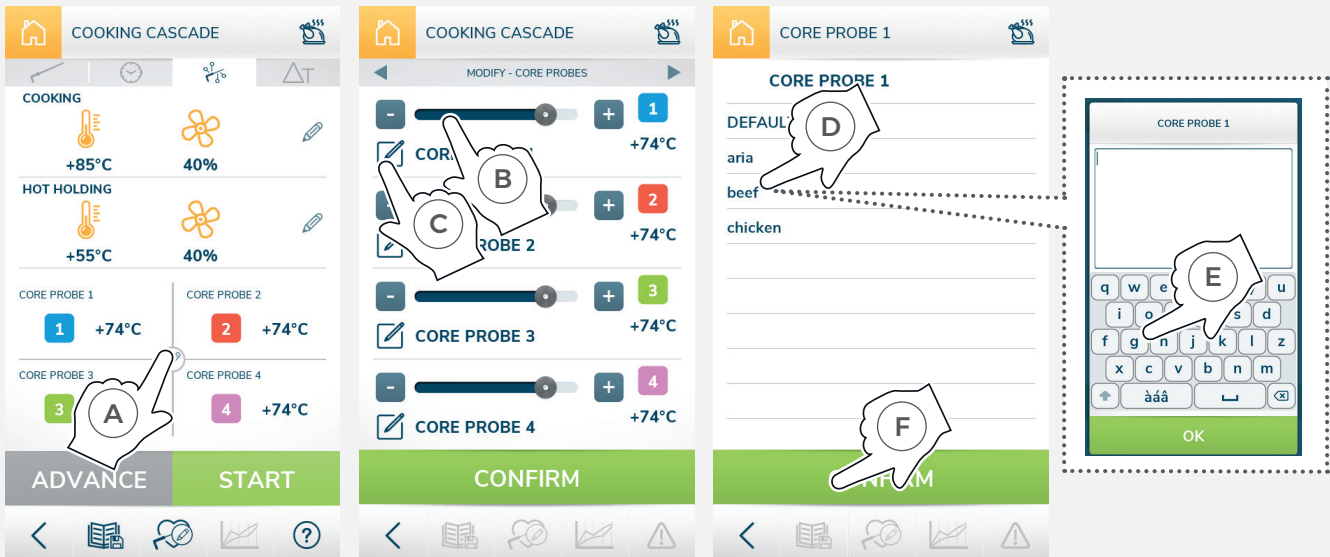 COOKING CASCADE
ΔT
COOKING
+85°C 40%
HOT HOLDING
+55°C 40%
CORE PROBE 1 CORE PROBE 2
1 +74°C 2 +74°C
CORE PROBE 3 CORE PROBE 4
3 4 +74°C
A
ADVANCE START
?
COOKING CASCADE
MODIFY - CORE PROBES
- + 1
+74°C
B
C
+ 2
+74°C
PROBE 2
- + 3
+74°C
CORE PROBE 3
- + 4
+74°C
CORE PROBE 4
CONFIRM
CORE PROBE 1
CORE PROBE 1
D
aria
beef
chicken
F
CORE PROBE 1
E
q w e u
i o s d
f g h j k l z
x c v b n m
àáâ
OK